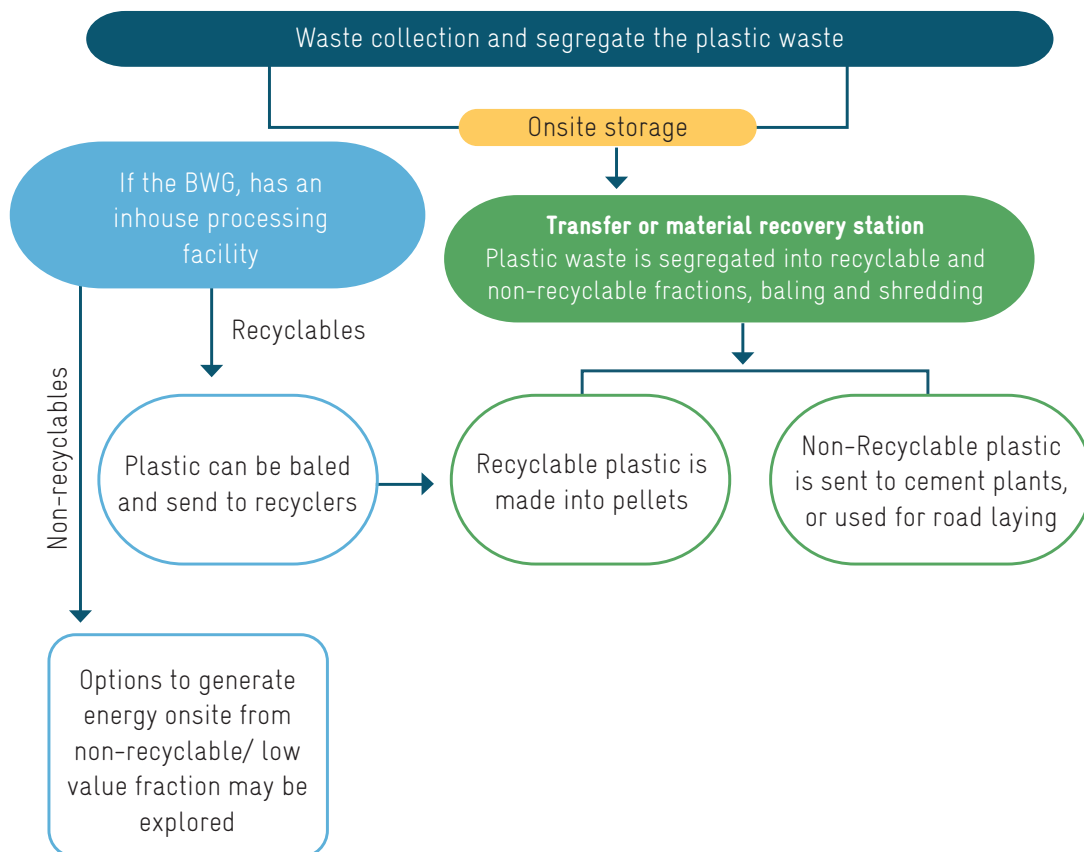 Waste collection and segregate the plastic waste
Onsite storage
If the BWG, has an
inhouse processing
facility
Transfer or material recovery station
Plastic waste is segregated into recyclable and
non-recyclable fractions, baling and shredding
Recyclables
Non-recyclables
Plastic can be baled
and send to recyclers
Recyclable plastic is
made into pellets
Non-Recyclable plastic
is sent to cement plants,
or used for road laying
Options to generate
energy onsite from
non-recyclable/ low
value fraction may be
explored